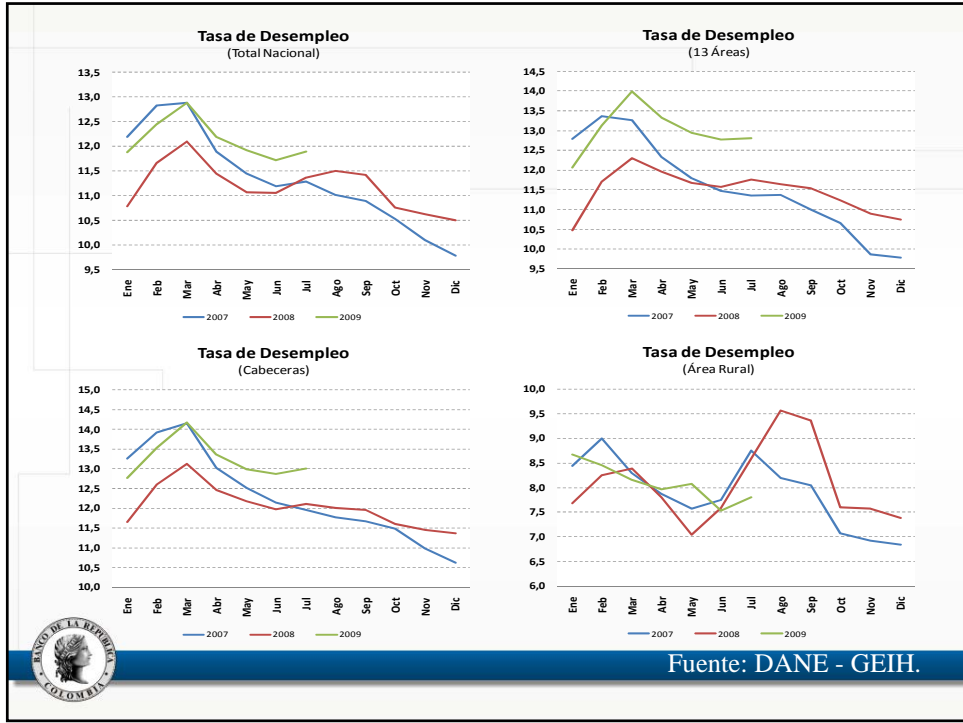 Tasa de Desempleo
(Total Nacional)
13,5
13,0
12,5
12,0
11,5
11,0
10,5
10,0
9,5
Ene Feb Mar Abr May Jun Jul Ago Sep Oct Nov Dic
2007 2008 2009
Tasa de Desempleo
(13 Áreas)
14,5
14,0
13,5
13,0
12,5
12,0
11,5
11,0
10,5
10,0
9,5
Ene Feb Mar Abr May Jun Jul Ago Sep Oct Nov Dic
2007 2008 2009
Tasa de Desempleo
(Cabeceras)
15,0
14,5
14,0
13,5
13,0
12,5
12,0
11,5
11,0
10,5
10,0
Ene Feb Mar Abr May Jun Jul Ago Sep Oct Nov Dic
2007 2008 2009
Tasa de Desempleo
(Área Rural)
10,0
9,5
9,0
8,5
8,0
7,5
7,0
6,5
6,0
Ene Feb Mar Abr May Jun Jul Ago Sep Oct Nov Dic
2007 2008 2009
BANCO DE LA REPUBLICA
COLOMBIA
Fuente: DANE - GEIH.